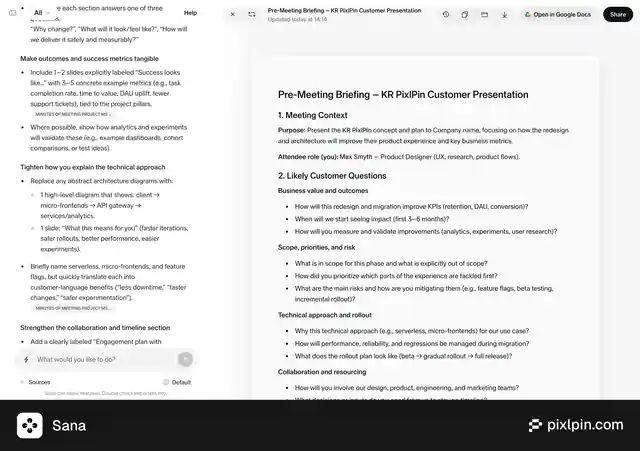 All
Help
e each section answers one of three
"Why change?", "What will it look/feel like?", "How will
we deliver it safely and measurably?"
Make outcomes and success metrics tangible
Include 1–2 slides explicitly labeled "Success looks
like…" with 3–5 concrete example metrics (e.g., task
completion rate, time to value, DAU uplift, fewer
support tickets), tied to the project pillars.
MINUTES OF MEETING PROJECT MS…
Where possible, show how analytics and experiments
will validate these (e.g., example dashboards, cohort
comparisons, or test ideas).
Tighten how you explain the technical approach
Replace any abstract architecture diagrams with:
1 high-level diagram that shows: client →
micro-frontends → API gateway →
services/analytics.
1 slide: "What this means for you" (faster iterations,
safer rollouts, better performance, easier
experiments).
Briefly name serverless, micro-frontends, and feature
flags, but quickly translate each into
customer-language benefits ("less downtime," "faster
changes," "safer experimentation").
MINUTES OF MEETING PROJECT MS…
Strengthen the collaboration and timeline section
Add a clearly labeled "Engagement plan with
What would you like to do?
Sources
Default
Pre-Meeting Briefing – KR PixlPin Customer Presentation
Updated today at 14:14
Open in Google Docs
Share
Pre-Meeting Briefing – KR PixlPin Customer Presentation
1. Meeting Context
Purpose: Present the KR PixlPin concept and plan to Company name, focusing on how the redesign
and architecture will improve their product experience and key business metrics.
Attendee role (you): Max Smyth – Product Designer (UX, research, product flows).
2. Likely Customer Questions
Business value and outcomes
How will this redesign and migration improve KPIs (retention, DAU, conversion)?
When will we start seeing impact (first 3–6 months)?
How will you measure and validate improvements (analytics, experiments, user research)?
Scope, priorities, and risk
What is in scope for this phase and what is explicitly out of scope?
How did you prioritize which parts of the experience are tackled first?
What are the main risks and how are you mitigating them (e.g., feature flags, beta testing,
incremental rollout)?
Technical approach and rollout
Why this technical approach (e.g., serverless, micro-frontends) for our use case?
How will performance, reliability, and regressions be managed during migration?
What does the rollout plan look like (beta → gradual rollout → full release)?
Collaboration and resourcing
How will you involve our design, product, engineering, and marketing teams?
Sana
pixlpin.com